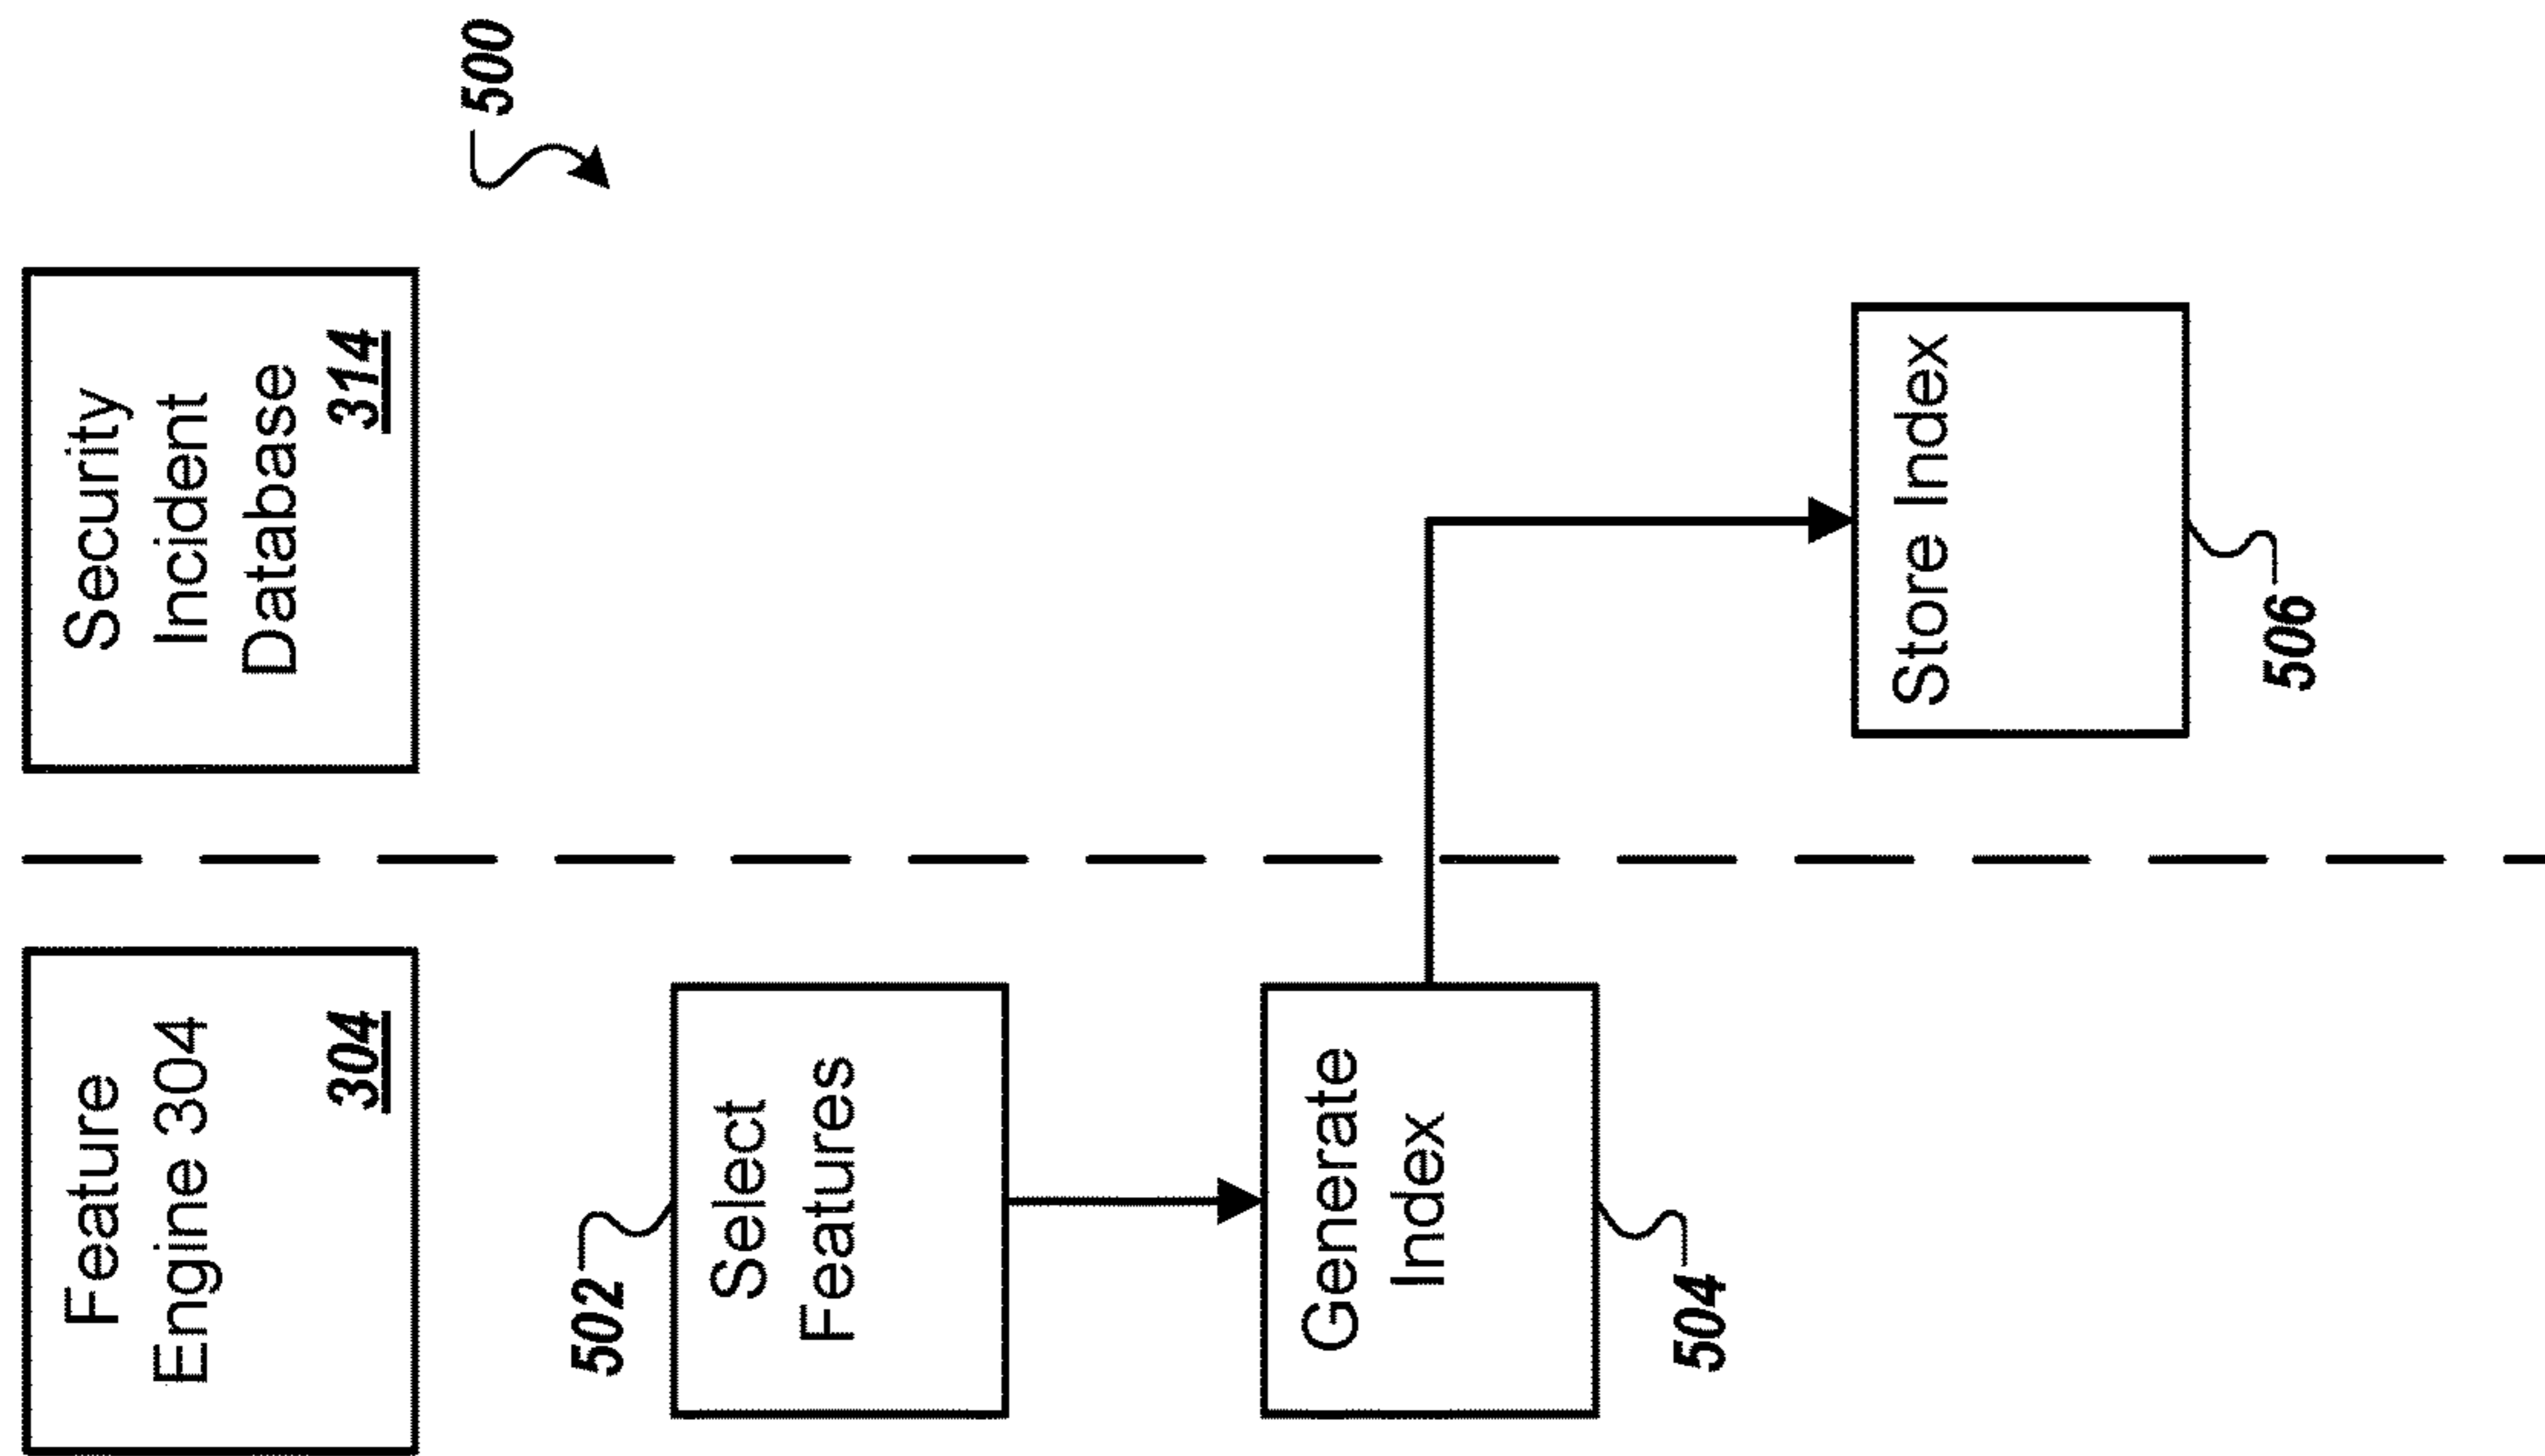 Feature
Engine 304
304
Security
Incident
Database
314
500
502
Select
Features
Generate
Index
504
Store Index
506